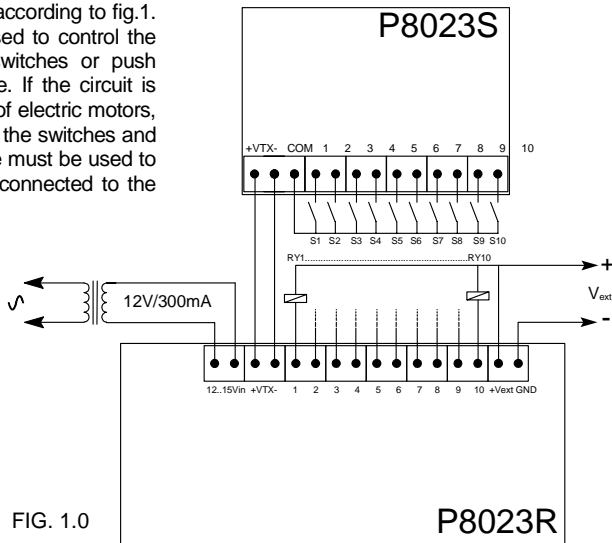 according to fig.1.
sed to control the
witches or push
e. If the circuit is
of electric motors,
the switches and
e must be used to
connected to the
P8023S
+VTX- COM 1 2 3 4 5 6 7 8 9 10
S1 S2 S3 S4 S5 S6 S7 S8 S9 S10
RY1 RY10
+
12V/300mA
Vext
-
12..15Vin +VTX- 1 2 3 4 5 6 7 8 9 10 +Vext GND
FIG. 1.0
P8023R